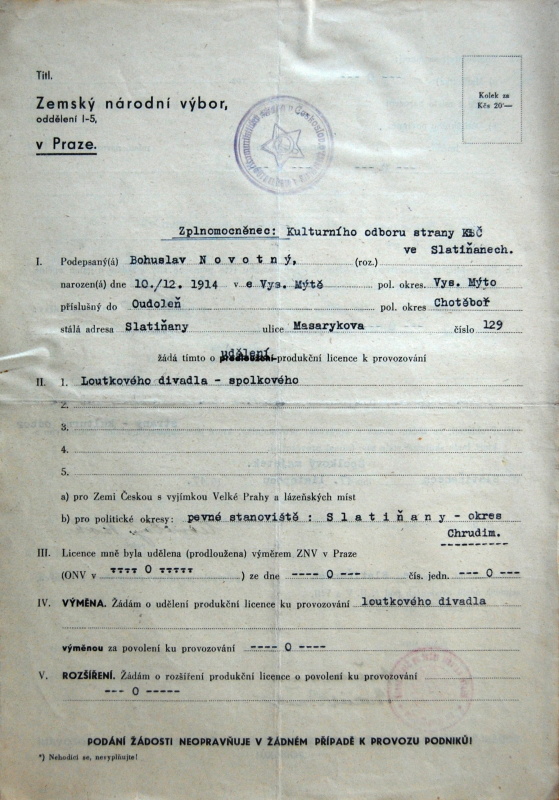 Titl.
Kolek za
Kčs 20'—
Zemský národní výbor,
oddělení I-5,
v Praze.
Zplnomocněnec: Kulturního odboru strany KSČ
ve Slatiňanech.
I. Podepsaný(á) Bohuslav Novotný, (roz.)
narozen(á) dne 10./12. 1914 v e Vys. Mýtě pol. okres. Vys. Mýto
příslušný do Oudoleň pol. okres Chotěboř
stálá adresa Slatiňany ulice Masarykova číslo 129
žádá tímto o udělení produkční licence k provozování
II. 1. Loutkového divadla - spolkového
2.
3.
4.
5.
a) pro Zemi Českou s vyjímkou Velké Prahy a lázeňských míst
b) pro politické okresy: pevné stanoviště : Slatiňany - okres
Chrudim.
III. Licence mně byla udělena (prodloužena) výměrem ZNV v Praze
(ONV v ---- 0 ----- ) ze dne ---- 0 --- čís. jedn. --- 0 ---
IV. VÝMĚNA. Žádám o udělení produkční licence ku provozování loutkového divadla
výměnou za povolení ku provozování ---- 0 ----
V. ROZŠÍŘENÍ. Žádám o rozšíření produkční licence o povolení ku provozování
--- 0 -----
PODÁNÍ ŽÁDOSTI NEOPRAVŇUJE V ŽÁDNÉM PŘÍPADĚ K PROVOZU PODNIKŮ!
*) Nehodící se, nevyplňujte!